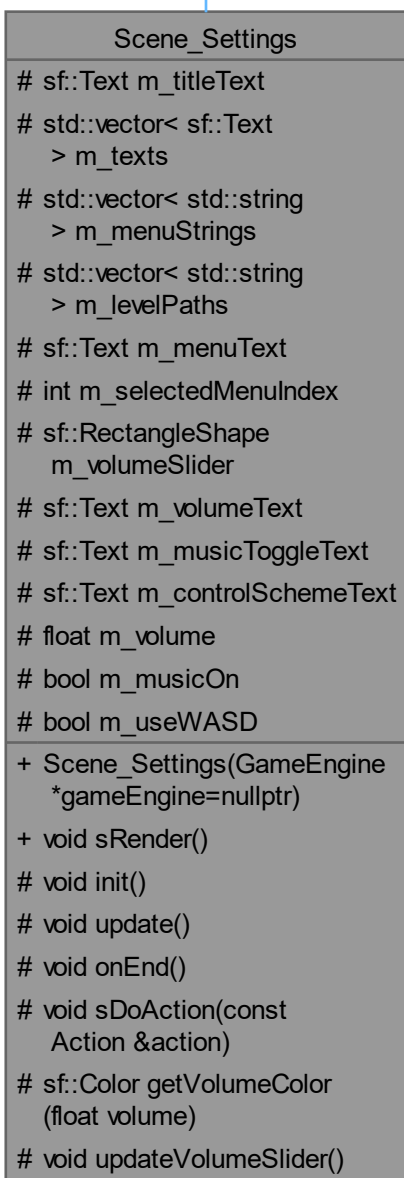 Scene_Settings
# sf::Text m_titleText
# std::vector< sf::Text
> m_texts
# std::vector< std::string
> m_menuStrings
# std::vector< std::string
> m_levelPaths
# sf::Text m_menuText
# int m_selectedMenuIndex
# sf::RectangleShape
m_volumeSlider
# sf::Text m_volumeText
# sf::Text m_musicToggleText
# sf::Text m_controlSchemeText
# float m_volume
# bool m_musicOn
# bool m_useWASD
+ Scene_Settings(GameEngine
*gameEngine=nullptr)
+ void sRender()
# void init()
# void update()
# void onEnd()
# void sDoAction(const
Action &action)
# sf::Color getVolumeColor
(float volume)
# void updateVolumeSlider()